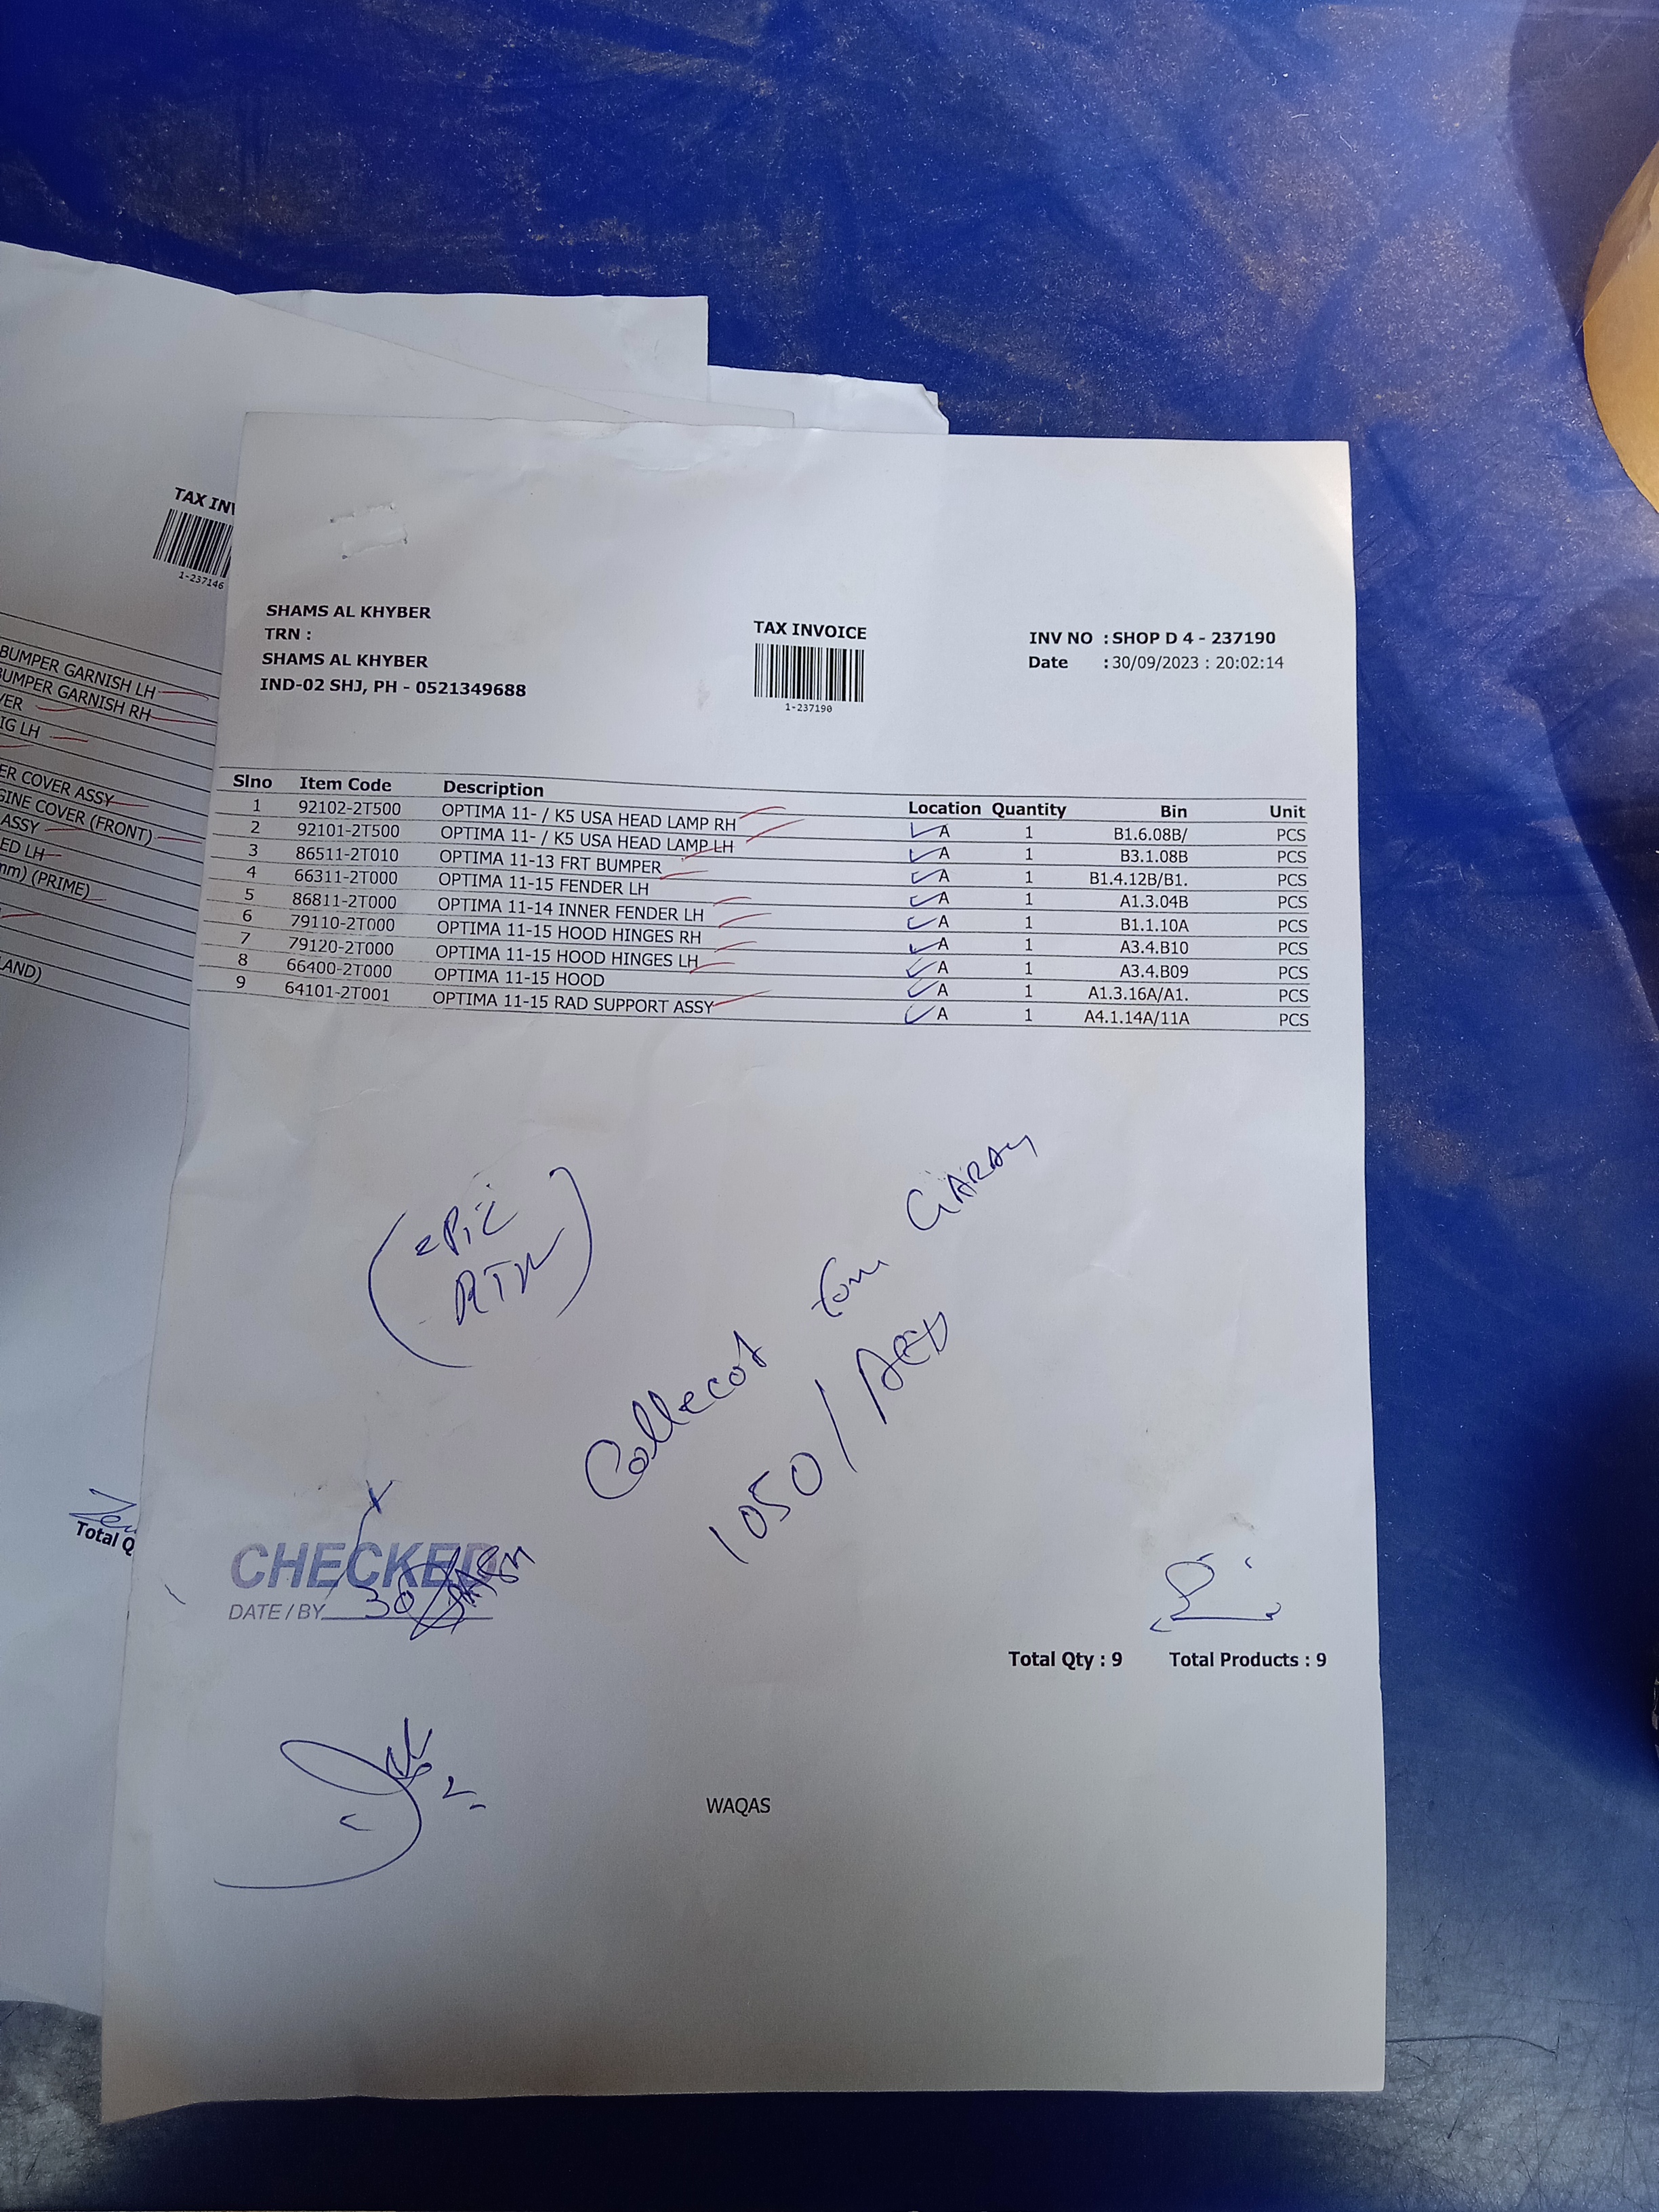 TAX INV
1-237146
BUMPER GARNISH LH
BUMPER GARNISH RH
VER
IG LH
ER COVER ASSY
GINE COVER (FRONT)
ASSY
ED LH
mm) (PRIME)
LAND)
Total Q
SHAMS AL KHYBER
TRN :
SHAMS AL KHYBER
IND-02 SHJ, PH - 0521349688
TAX INVOICE
1-237190
INV NO : SHOP D 4 - 237190
Date : 30/09/2023 : 20:02:14
Slno Item Code Description Location Quantity Bin Unit
1 92102-2T500 OPTIMA 11- / K5 USA HEAD LAMP RH A 1 B1.6.08B/ PCS
2 92101-2T500 OPTIMA 11- / K5 USA HEAD LAMP LH A 1 B3.1.08B PCS
3 86511-2T010 OPTIMA 11-13 FRT BUMPER A 1 B1.4.12B/B1. PCS
4 66311-2T000 OPTIMA 11-15 FENDER LH A 1 A1.3.04B PCS
5 86811-2T000 OPTIMA 11-14 INNER FENDER LH A 1 B1.1.10A PCS
6 79110-2T000 OPTIMA 11-15 HOOD HINGES RH A 1 A3.4.B10 PCS
7 79120-2T000 OPTIMA 11-15 HOOD HINGES LH A 1 A3.4.B09 PCS
8 66400-2T000 OPTIMA 11-15 HOOD A 1 A1.3.16A/A1. PCS
9 64101-2T001 OPTIMA 11-15 RAD SUPPORT ASSY A 1 A4.1.14A/11A PCS
Collecot GARAY
1050/AED
CHECKED
DATE / BY 30
Total Qty : 9 Total Products : 9
WAQAS